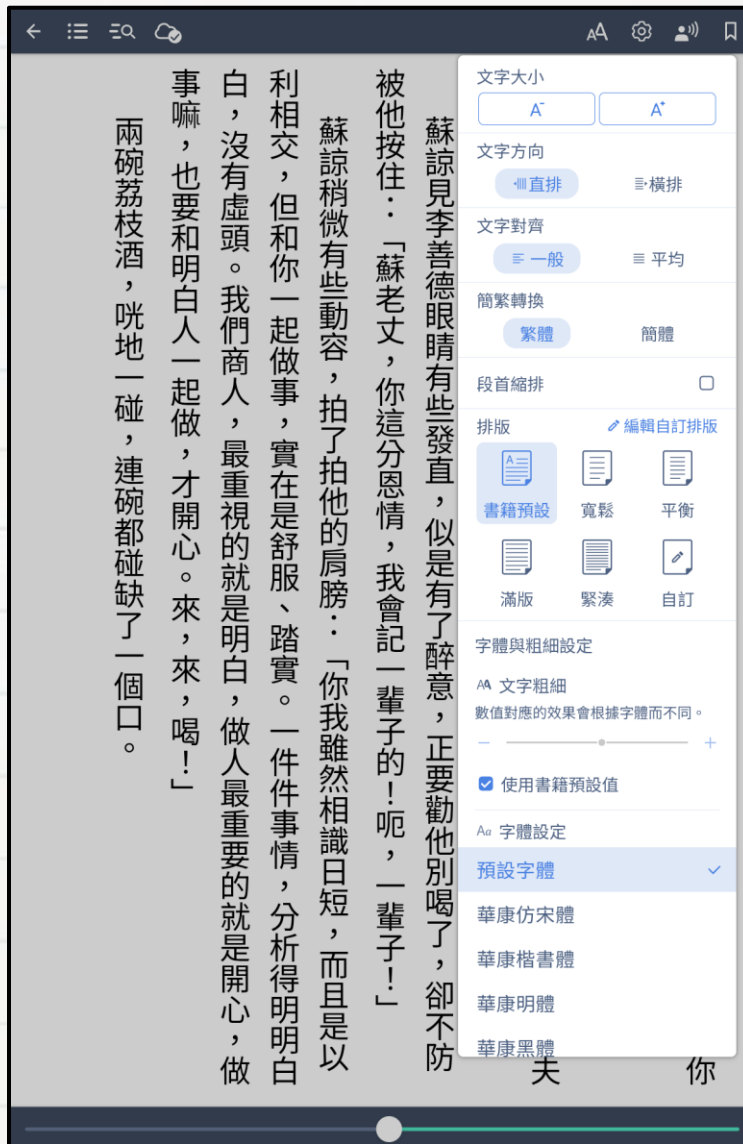 AA
文字大小
A-
A+
文字方向
直排
橫排
文字對齊
一般
平均
簡繁轉換
繁體
簡體
段首縮排
排版
編輯自訂排版
書籍預設
寬鬆
平衡
滿版
緊湊
自訂
字體與粗細設定
AA 文字粗細
數值對應的效果會根據字體而不同。
使用書籍預設值
Aa 字體設定
預設字體
華康仿宋體
華康楷書體
華康明體
華康黑體
你
夫
蘇諒見李善德眼睛有些發直，似是有了醉意，正要勸他別喝了，卻不防
被他按住：「蘇老丈，你這分恩情，我會記一輩子的！呃，一輩子！」
蘇諒稍微有些動容，拍了拍他的肩膀：「你我雖然相識日短，而且是以
利相交，但和你一起做事，實在是舒服、踏實。一件件事情，分析得明明白
白，沒有虛頭。我們商人，最重視的就是明白，做人最重要的就是開心，做
事嘛，也要和明白人一起做，才開心。來，來，喝！」
兩碗荔枝酒，咣地一碰，連碗都碰缺了一個口。